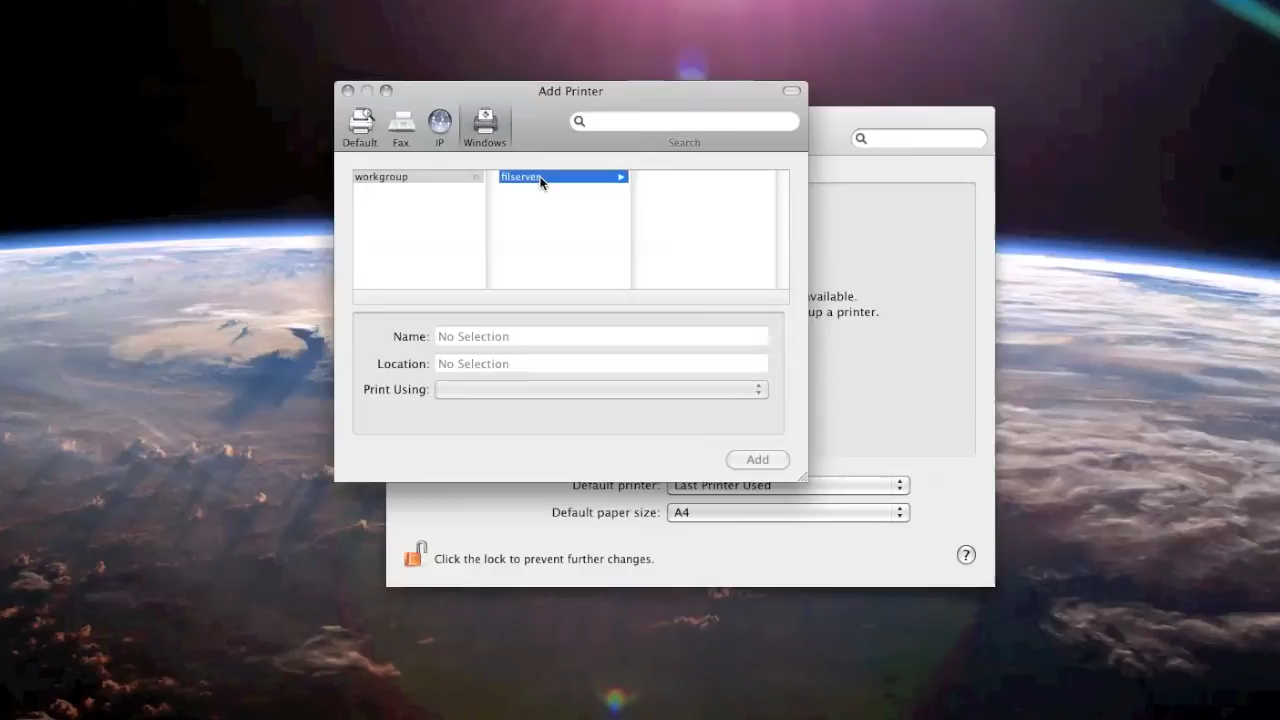 Add Printer
Default
Fax
IP
Windows
Search
workgroup
filserver
vailable.
up a printer.
Name: No Selection
Location: No Selection
Print Using:
Add
Default printer: Last Printer Used
Default paper size: A4
Click the lock to prevent further changes.
?